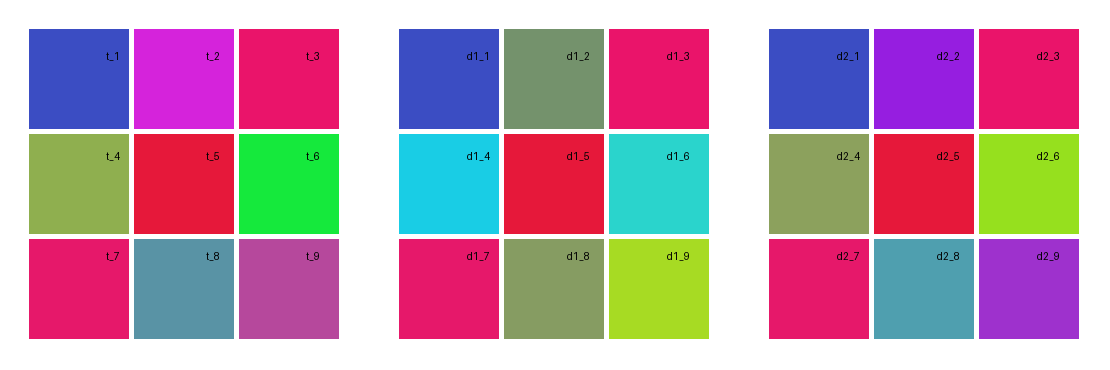 t_1 t_2 t_3 d1_1 d1_2 d1_3 d2_1 d2_2 d2_3
t_4 t_5 t_6 d1_4 d1_5 d1_6 d2_4 d2_5 d2_6
t_7 t_8 t_9 d1_7 d1_8 d1_9 d2_7 d2_8 d2_9